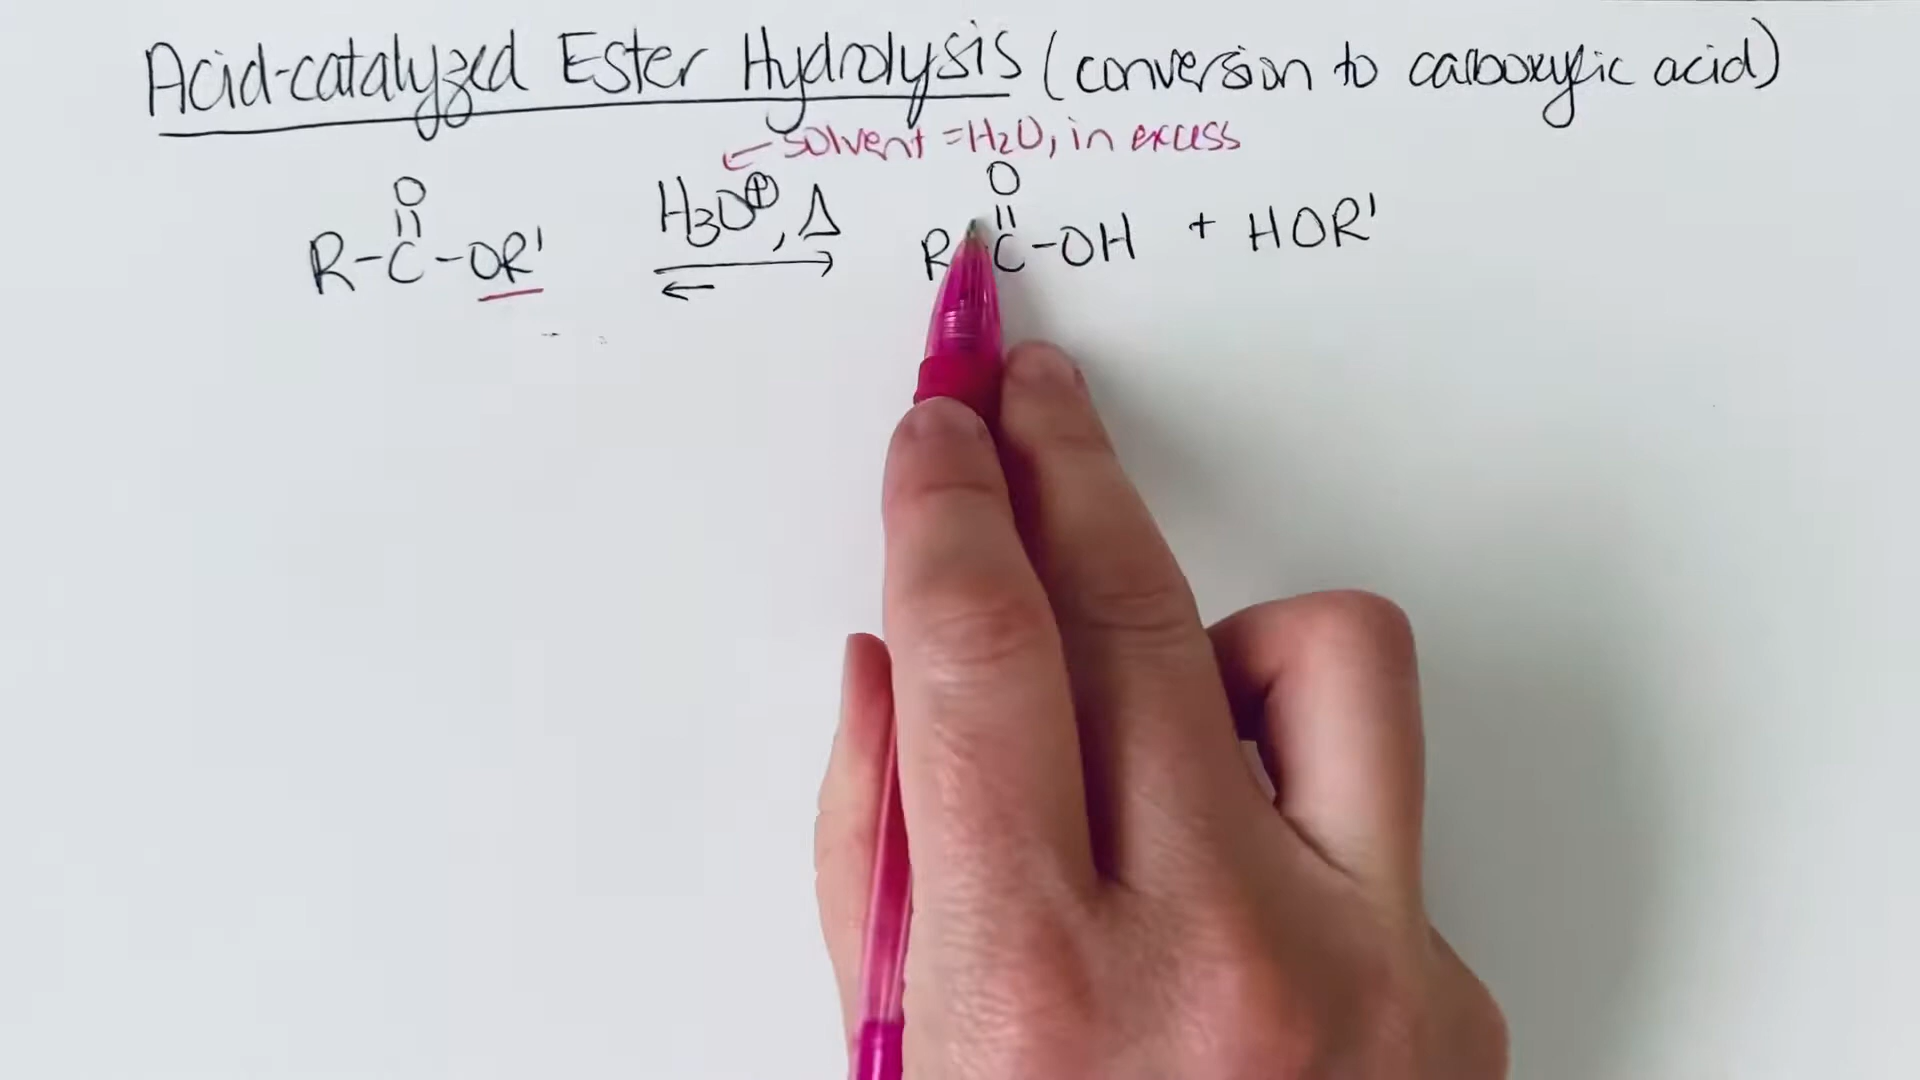 Acid-catalyzed Ester Hydrolysis (conversion to carboxylic acid)
solvent = H2O, in excess
O
R-C-OR'
H3O⊕, Δ
O
R-C-OH + HOR'